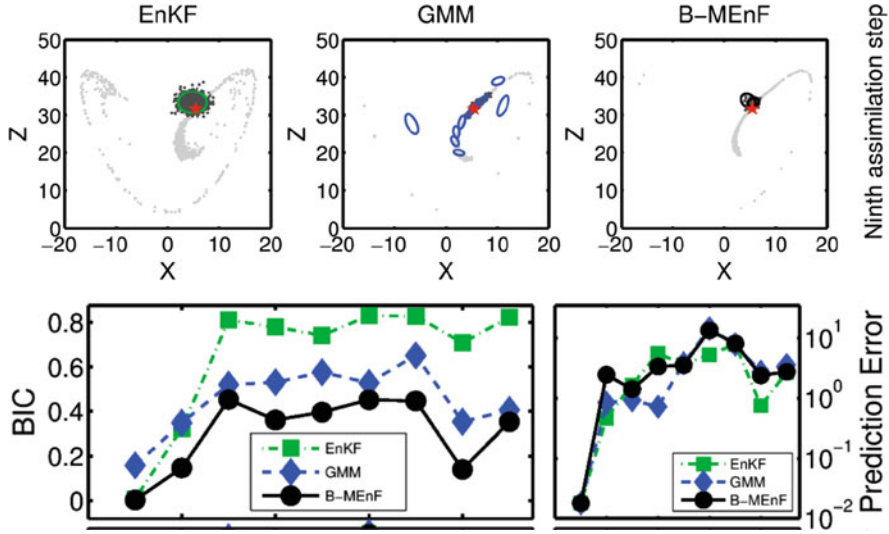 EnKF GMM B-MEnF
50 50 50
40 40 40
30 30 30
20 20 20
10 10 10
0 0 0
Z Z Z
−20 −10 0 10 20 −20 −10 0 10 20 −20 −10 0 10 20
X X X
Ninth assimilation step
0.8
0.6
0.4
0.2
0
BIC
EnKF
GMM
B-MEnF
10^1
10^0
10^-1
10^-2
Prediction Error
EnKF
GMM
B-MEnF